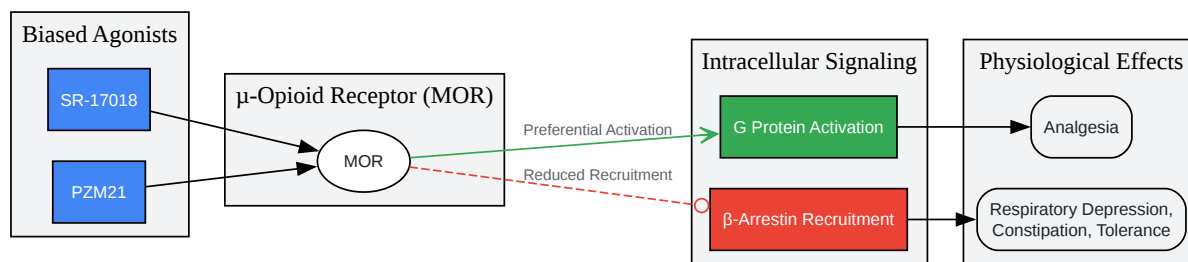 Biased Agonists
SR-17018
PZM21
µ-Opioid Receptor (MOR)
MOR
Preferential Activation
Reduced Recruitment
Intracellular Signaling
G Protein Activation
β-Arrestin Recruitment
Physiological Effects
Analgesia
Respiratory Depression,
Constipation, Tolerance